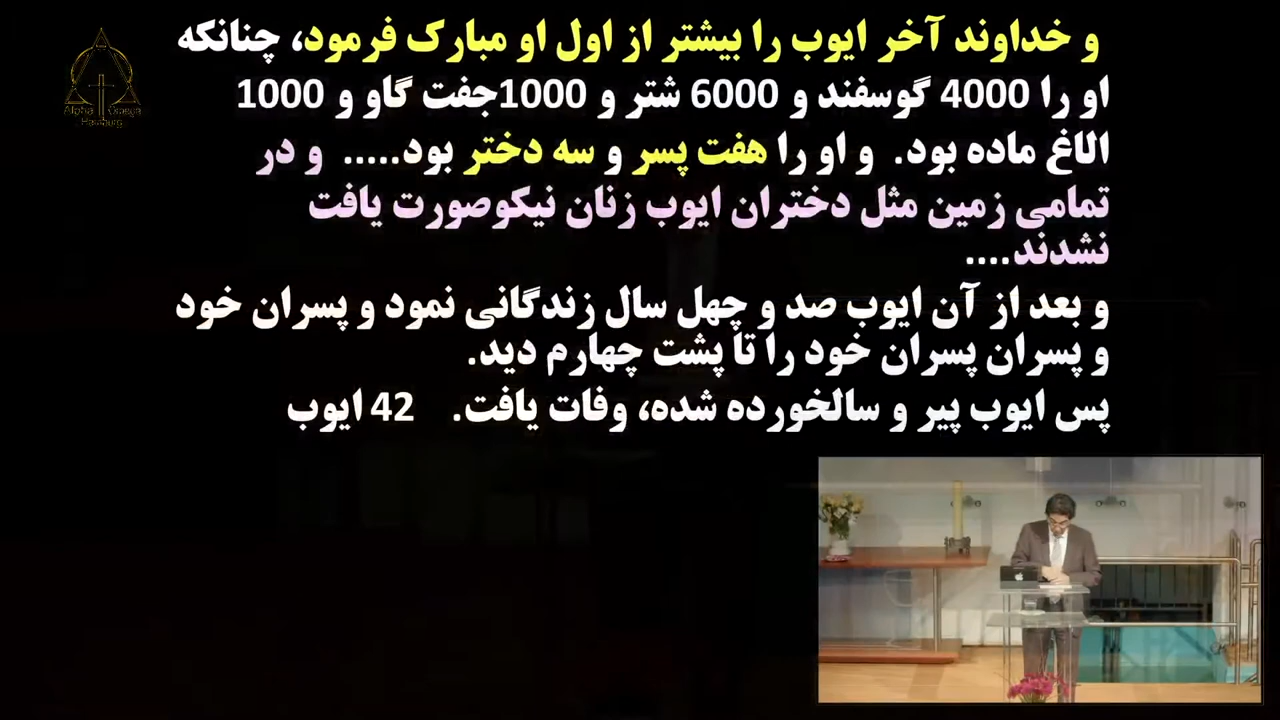 و خداوند آخر ایوب را بیشتر از اول او مبارک فرمود، چنانکه
او را 4000 گوسفند و 6000 شتر و 1000جفت گاو و 1000
الاغ ماده بود. و او را هفت پسر و سه دختر بود..... و در
تمامی زمین مثل دختران ایوب زنان نیکوصورت یافت
نشدند....
و بعد از آن ایوب صد و چهل سال زندگانی نمود و پسران خود
و پسران پسران خود را تا پشت چهارم دید.
پس ایوب پیر و سالخورده شده، وفات یافت. 42 ایوب
Alpha Omega
Hamburg